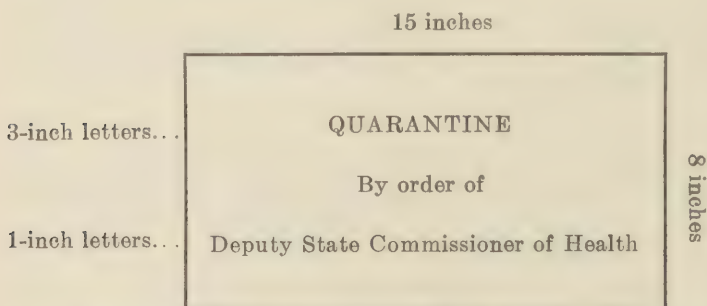 15 inches
3-inch letters...
QUARANTINE
By order of
8 inches
1-inch letters...
Deputy State Commissioner of Health